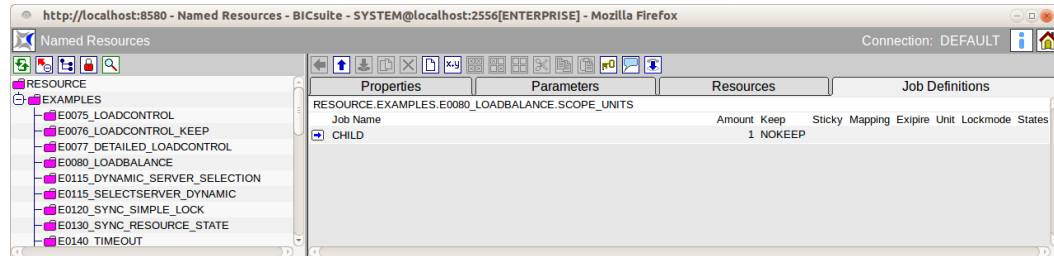 http://localhost:8580 - Named Resources - BICsuite - SYSTEM@localhost:2556[ENTERPRISE] - Mozilla Firefox
Named Resources
Connection: DEFAULT
RESOURCE
EXAMPLES
E0075_LOADCONTROL
E0076_LOADCONTROL_KEEP
E0077_DETAILED_LOADCONTROL
E0080_LOADBALANCE
E0115_DYNAMIC_SERVER_SELECTION
E0115_SELECTSERVER_DYNAMIC
E0120_SYNC_SIMPLE_LOCK
E0130_SYNC_RESOURCE_STATE
E0140_TIMEOUT
x,y
Properties Parameters Resources Job Definitions
RESOURCE.EXAMPLES.E0080_LOADBALANCE.SCOPE_UNITS
Job Name Amount Keep Sticky Mapping Exipire Unit Lockmode States
CHILD 1 NOKEEP